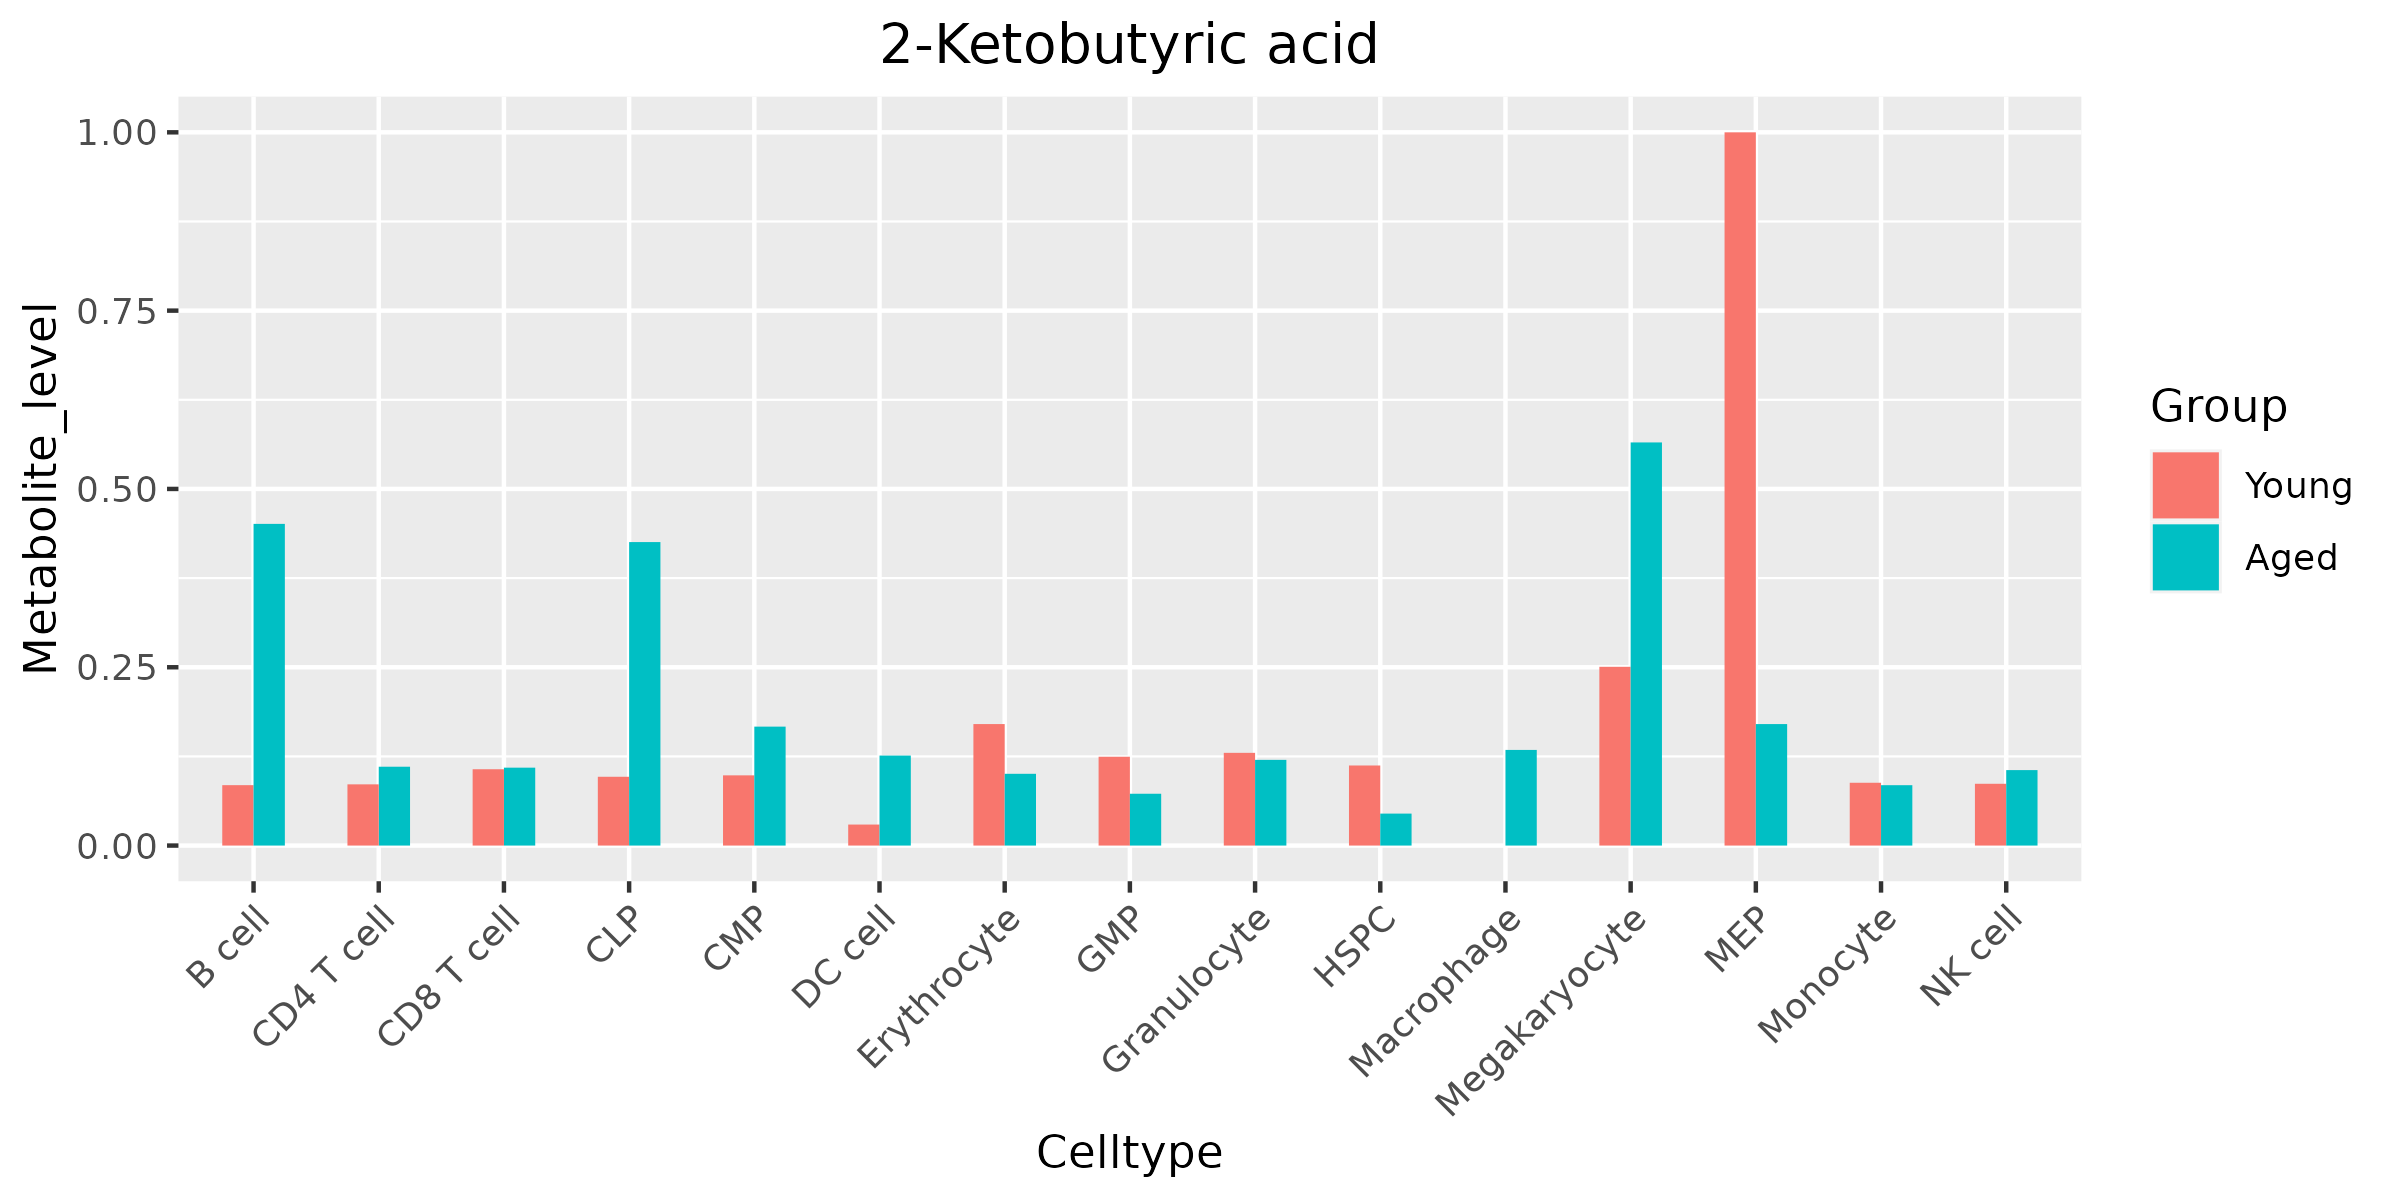 2-Ketobutyric acid
Metabolite_level
1.00
0.75
0.50
0.25
0.00
B cell
CD4 T cell
CD8 T cell
CLP
CMP
DC cell
Erythrocyte
GMP
Granulocyte
HSPC
Macrophage
Megakaryocyte
MEP
Monocyte
NK cell
Celltype
Group
Young
Aged